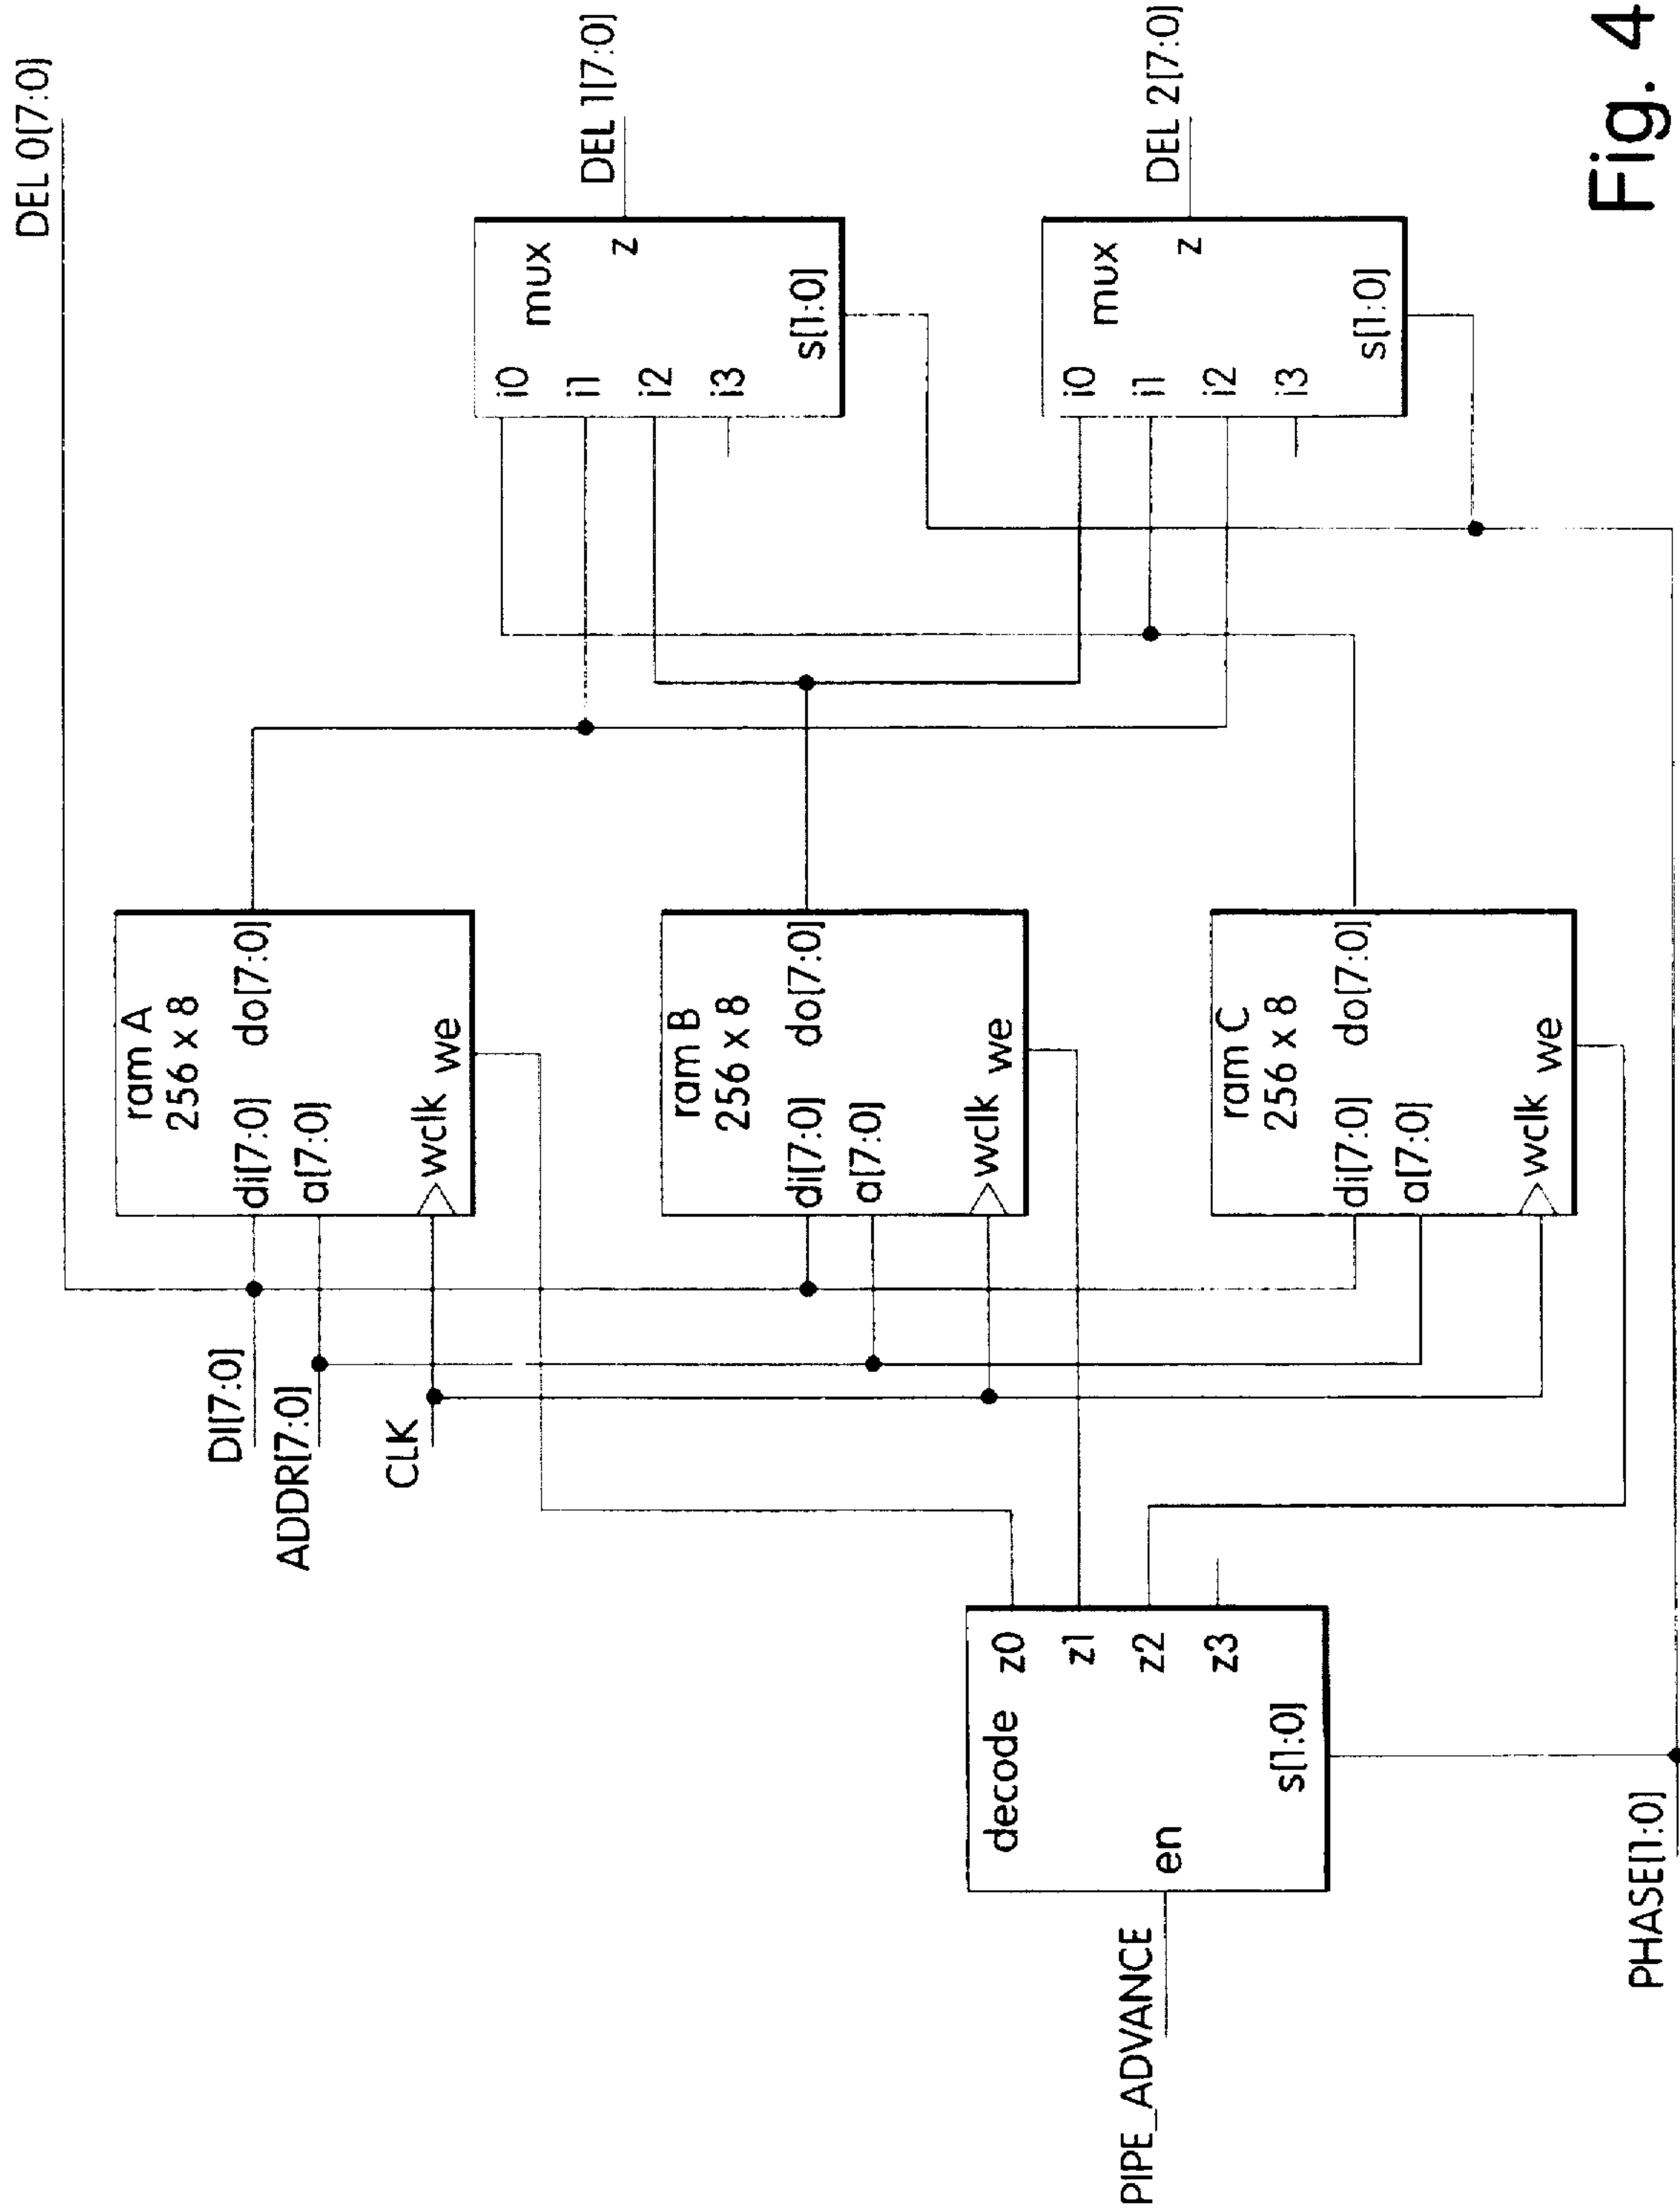 DEL 0[7:0]
DI[7:0]
ADDR[7:0]
CLK
ram A
256 x 8
di[7:0] do[7:0]
a[7:0]
wclk we
ram B
256 x 8
di[7:0] do[7:0]
a[7:0]
wclk we
ram C
256 x 8
di[7:0] do[7:0]
a[7:0]
wclk we
i0
mux
i1
z
i2
i3
s[1:0]
DEL 1[7:0]
i0
mux
i1
z
i2
i3
s[1:0]
DEL 2[7:0]
decode z0
z1
z2
z3
en
s[1:0]
PIPE_ADVANCE
PHASE[1:0]
Fig. 4